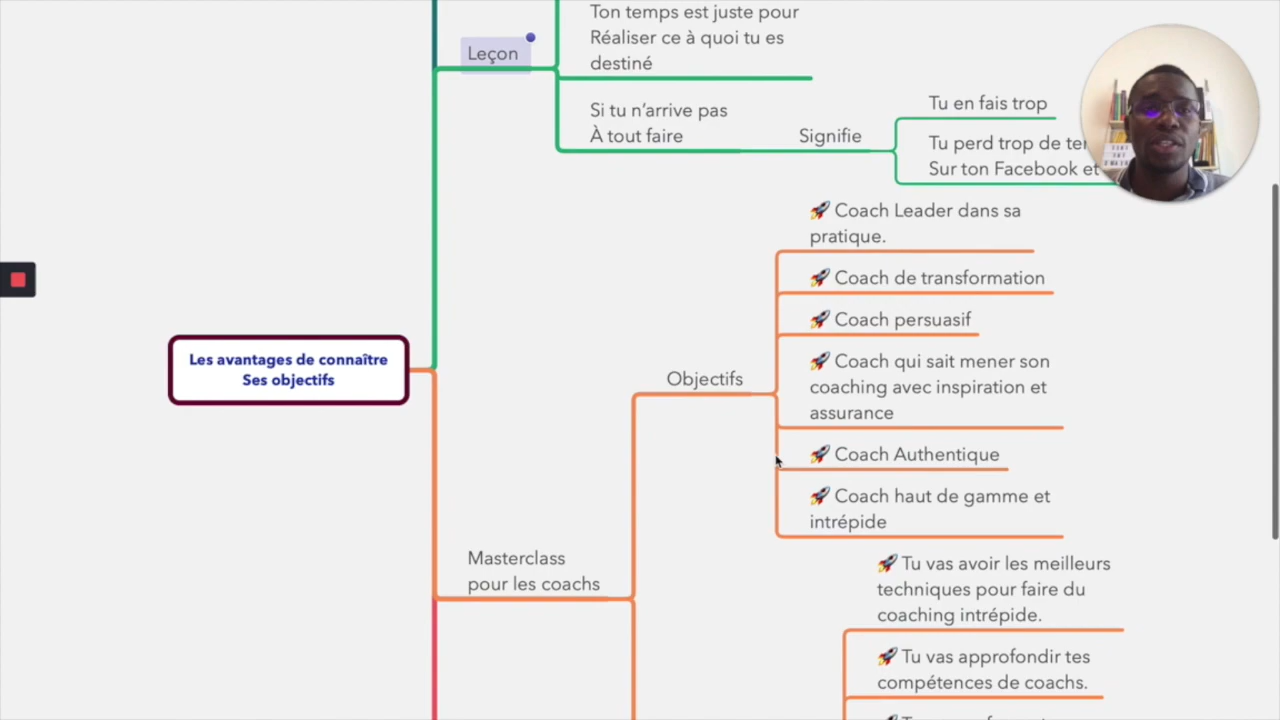 Ton temps est juste pour
Réaliser ce à quoi tu es
destiné
Leçon
Si tu n’arrive pas
À tout faire
Signifie
Tu en fais trop
Tu perd trop de
Sur ton Facebook et
🚀 Coach Leader dans sa
pratique.
🚀 Coach de transformation
🚀 Coach persuasif
🚀 Coach qui sait mener son
coaching avec inspiration et
assurance
🚀 Coach Authentique
🚀 Coach haut de gamme et
intrépide
Objectifs
Les avantages de connaître
Ses objectifs
Masterclass
pour les coachs
🚀 Tu vas avoir les meilleurs
techniques pour faire du
coaching intrépide.
🚀 Tu vas approfondir tes
compétences de coachs.